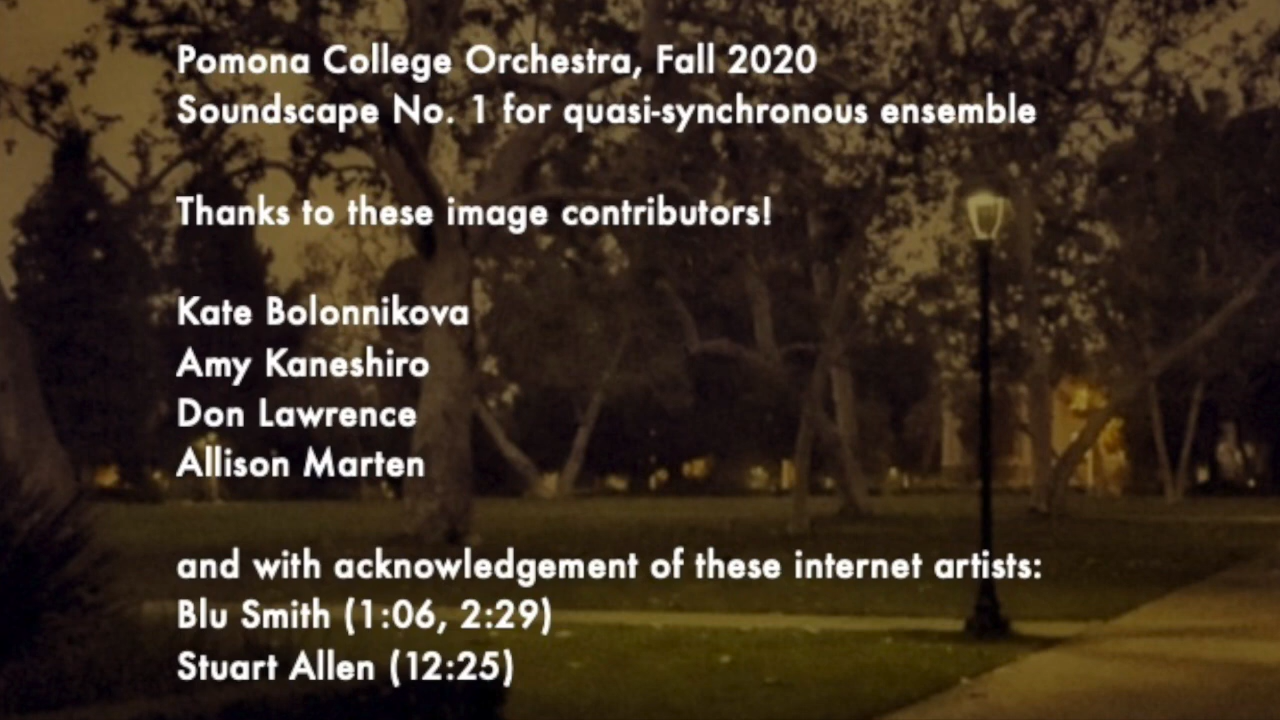 Pomona College Orchestra, Fall 2020
Soundscape No. 1 for quasi-synchronous ensemble
Thanks to these image contributors!
Kate Bolonnikova
Amy Kaneshiro
Don Lawrence
Allison Marten
and with acknowledgement of these internet artists:
Blu Smith (1:06, 2:29)
Stuart Allen (12:25)